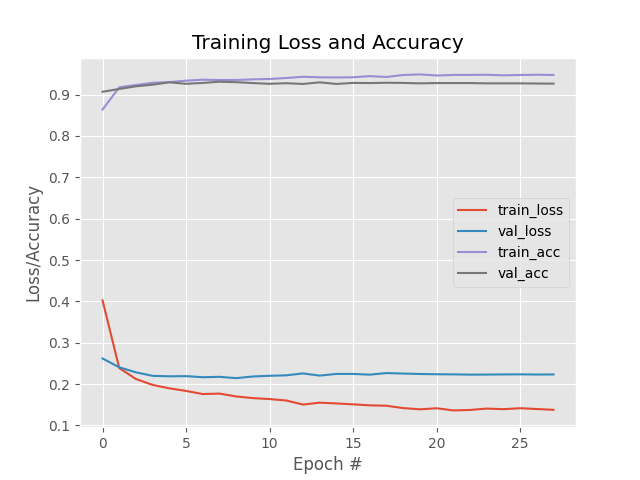 Training Loss and Accuracy
Loss/Accuracy
0.9
0.8
0.7
0.6
0.5
0.4
0.3
0.2
0.1
train_loss
val_loss
train_acc
val_acc
0 5 10 15 20 25
Epoch #